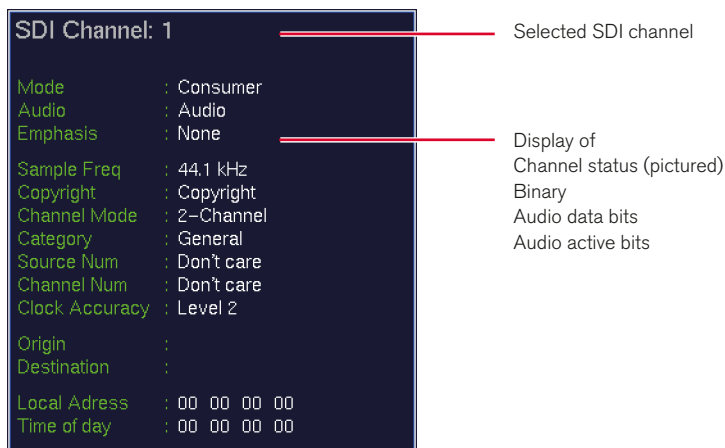 SDI Channel: 1
Selected SDI channel
Mode : Consumer
Audio : Audio
Emphasis : None
Display of
Channel status (pictured)
Binary
Audio data bits
Audio active bits
Sample Freq : 44.1 kHz
Copyright : Copyright
Channel Mode : 2-Channel
Category : General
Source Num : Don't care
Channel Num : Don't care
Clock Accuracy : Level 2
Origin :
Destination :
Local Adress : 00 00 00 00
Time of day : 00 00 00 00